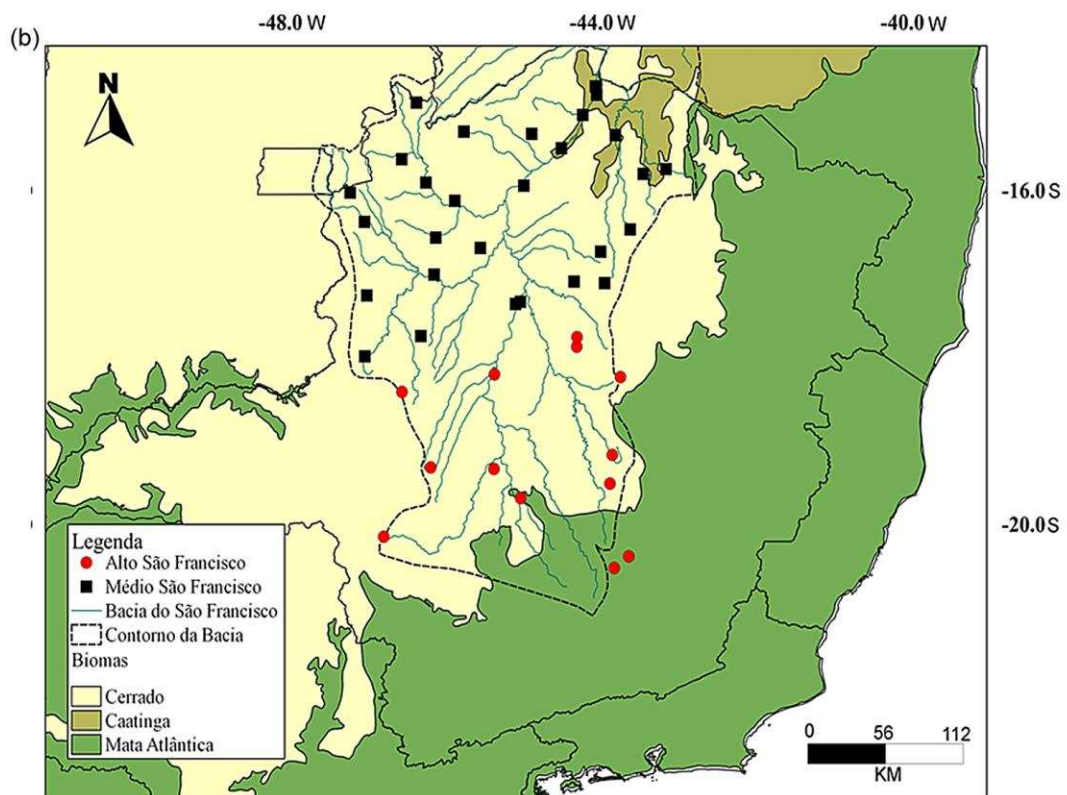 -48.0 W -44.0 W -40.0 W
(b)
N
-16.0 S
-20.0 S
Legenda
Alto São Francisco
Médio São Francisco
Bacia do São Francisco
Contorno da Bacia
Biomas
Cerrado
Caatinga
Mata Atlântica
0 56 112
KM